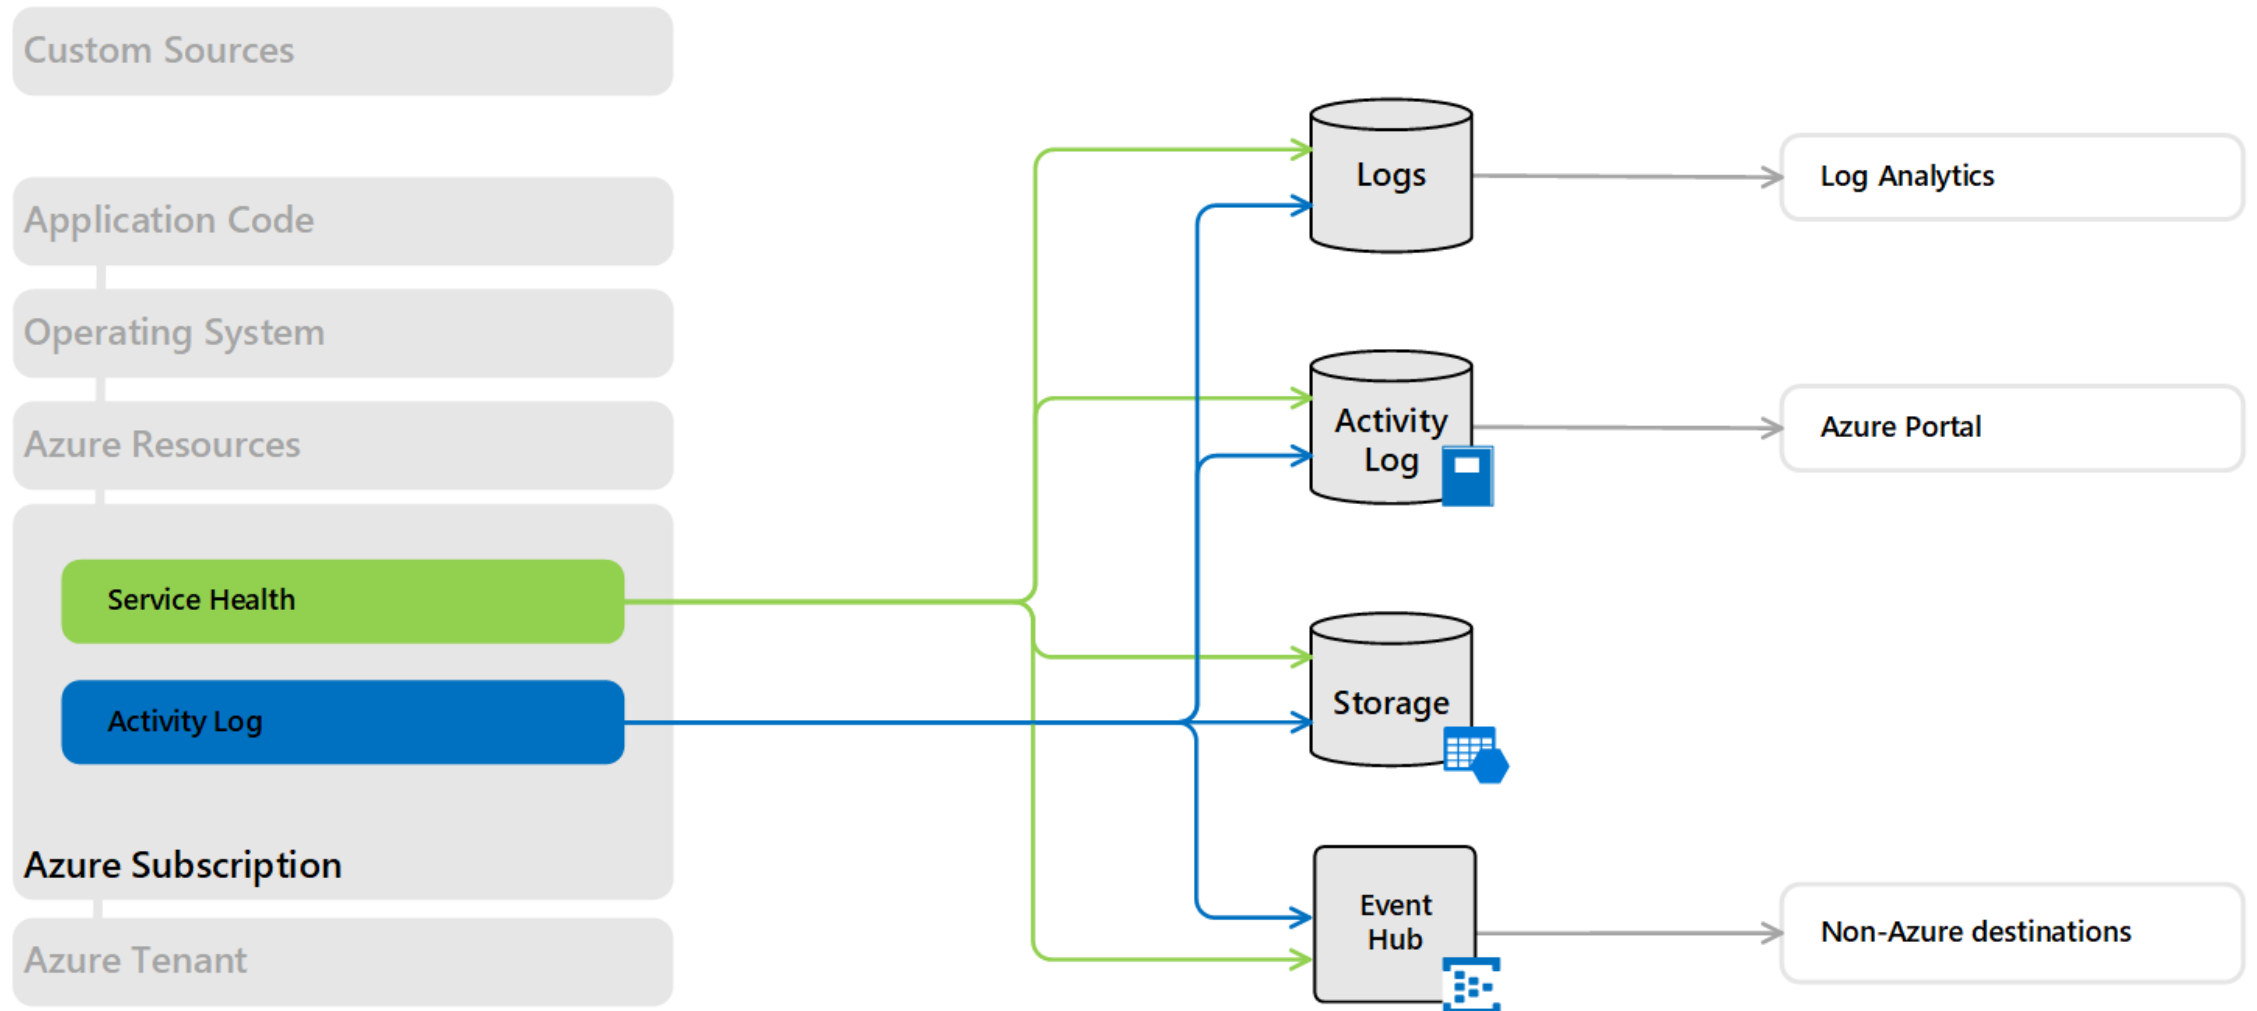 Custom Sources
Application Code
Operating System
Azure Resources
Service Health
Activity Log
Azure Subscription
Azure Tenant
Logs
Activity
Log
Storage
Event
Hub
Log Analytics
Azure Portal
Non-Azure destinations